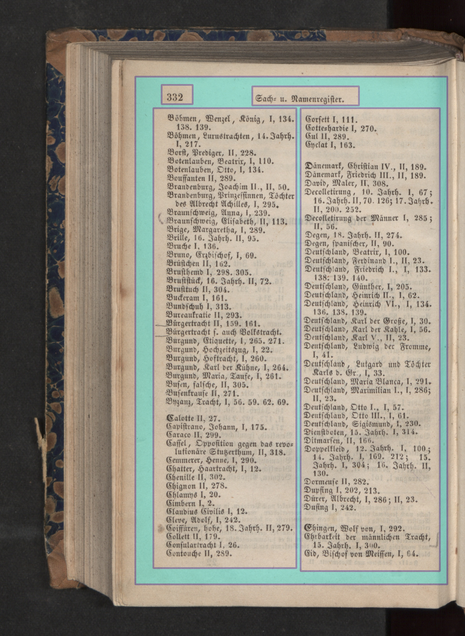 332
Sach- u. Namenregister.
Böhmen, Wenzel, König, I, 134.
138. 139.
Böhmen, Luxustrachten, 14. Jahrh.
I, 217.
Borst, Prediger. II, 228.
Botenlauben, Beatrix, I, 110.
Botenlauben, Otto, I, 134.
Bouffanten II, 289.
Brandenburg, Joachim II., II, 50.
Brandenburg, Prinzessinnen, Töchter
des Albrecht Achilles, I, 295.
Braunschweig, Anna, I, 239.
Braunschweig, Elisabeth, II, 113.
Brige, Margaretha, I, 289.
Brille, 16. Jahrh. II, 95.
Bruche I, 136.
Bruno, Erzbischof, I, 69.
Brüstchen II, 162.
Brusthemd I, 298. 305.
Bruststück, 16. Jahrh. II, 72.
Brusttuch II, 304.
Buckeram I, 161.
Bundschuh I, 313.
Bureaukratie II, 293.
Bürgertracht II, 159. 161.
Bürgertracht s. auch Volkstracht.
Burgund, Etiquette, I, 265. 271.
Burgund, Hochzeitszug, I, 22.
Burgund, Hoftracht, I, 260.
Burgund, Karl der Kühne, I, 264.
Burgund, Maria, Taufe, I, 261.
Busen, falsche, II, 305.
Busenkrause II, 271.
Byzanz, Tracht, I, 56. 59. 62. 69.
Calotte II, 27.
Capistrano, Johann, I, 175.
Caraco II, 299.
Cassel, Opposition gegen das revo-
lutionäre Stutzerthum, II, 318.
Cemmerer, Henne, I, 290.
Chatter, Haartracht, I, 12.
Chenille II, 302.
Chignon II, 278.
Chlamys I, 20.
Cimbern I, 2.
Claudius Civilis I, 12.
Cleve, Adolf, I, 242.
Coiffüren, hohe, 18. Jahrh. II, 279.
Collett II, 179.
Consulartracht I, 26.
Contouche II, 289.
Corsett I, 111.
Cottehardie I, 270.
Cul II, 289.
Cyclat I, 163.
Dänemark, Christian IV., II, 189.
Dänemark, Friedrich III., II, 189.
David, Maler, II, 308.
Decolletirung, 10. Jahrh. I, 67;
16. Jahrh. II, 70. 126; 17. Jahrh.
II, 200. 252.
Decolletirung der Männer I, 285;
II, 56.
Degen, 18. Jahrh. II, 274.
Degen, spanischer, II, 90.
Deutschland, Beatrix, I, 100.
Deutschland, Ferdinand II., II, 23.
Deutschland, Friedrich I., I, 133.
138. 139. 140.
Deutschland, Günther, I, 205.
Deutschland, Heinrich II., I, 62.
Deutschland, Heinrich VI., I, 134.
136. 138. 139.
Deutschland, Karl der Große, I, 30.
Deutschland, Karl der Kahle, I, 56.
Deutschland, Karl V., II, 23.
Deutschland, Ludwig der Fromme,
I, 41.
Deutschland, Luitgard und Töchter
Karls d. Gr., I, 33.
Deutschland, Maria Blanca, I, 291.
Deutschland, Maximilian I., I, 286;
II, 23.
Deutschland, Otto I., I, 57.
Deutschland, Otto III., I, 61.
Deutschland, Sigismund, I, 230.
Dienstboten, 15. Jahrh. I, 314.
Ditmarsen, II, 166.
Doppelkleid, 12. Jahrh. I, 100;
14. Jahrh. I, 169. 212; 15.
Jahrh. I, 304; 16. Jahrh. II,
130.
Dormeuse II, 282.
Dupfing I, 202. 213.
Dürer, Albrecht, I, 286; II, 23.
Dusing I, 242.
Ehingen, Wolf von, I, 292.
Ehrbarkeit der männlichen Tracht,
15. Jahrh. I, 300.
Eid, Bischof von Meissen, I, 64.